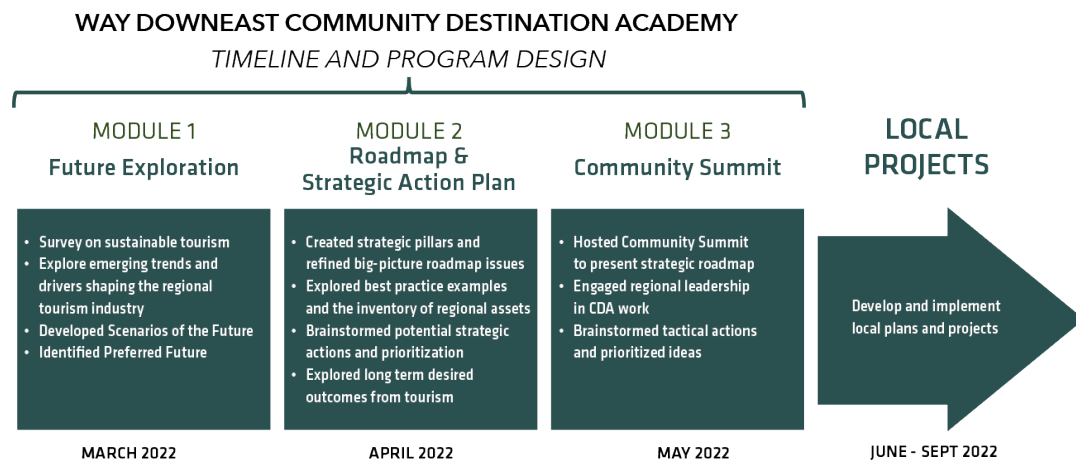 WAY DOWNEAST COMMUNITY DESTINATION ACADEMY
TIMELINE AND PROGRAM DESIGN
MODULE 1
Future Exploration
• Survey on sustainable tourism
• Explore emerging trends and
drivers shaping the regional
tourism industry
• Developed Scenarios of the Future
• Identified Preferred Future
MARCH 2022
MODULE 2
Roadmap &
Strategic Action Plan
• Created strategic pillars and
refined big-picture roadmap issues
• Explored best practice examples
and the inventory of regional assets
• Brainstormed potential strategic
actions and prioritization
• Explored long term desired
outcomes from tourism
APRIL 2022
MODULE 3
Community Summit
• Hosted Community Summit
to present strategic roadmap
• Engaged regional leadership
in CDA work
• Brainstormed tactical actions
and prioritized ideas
MAY 2022
LOCAL
PROJECTS
Develop and implement
local plans and projects
JUNE - SEPT 2022